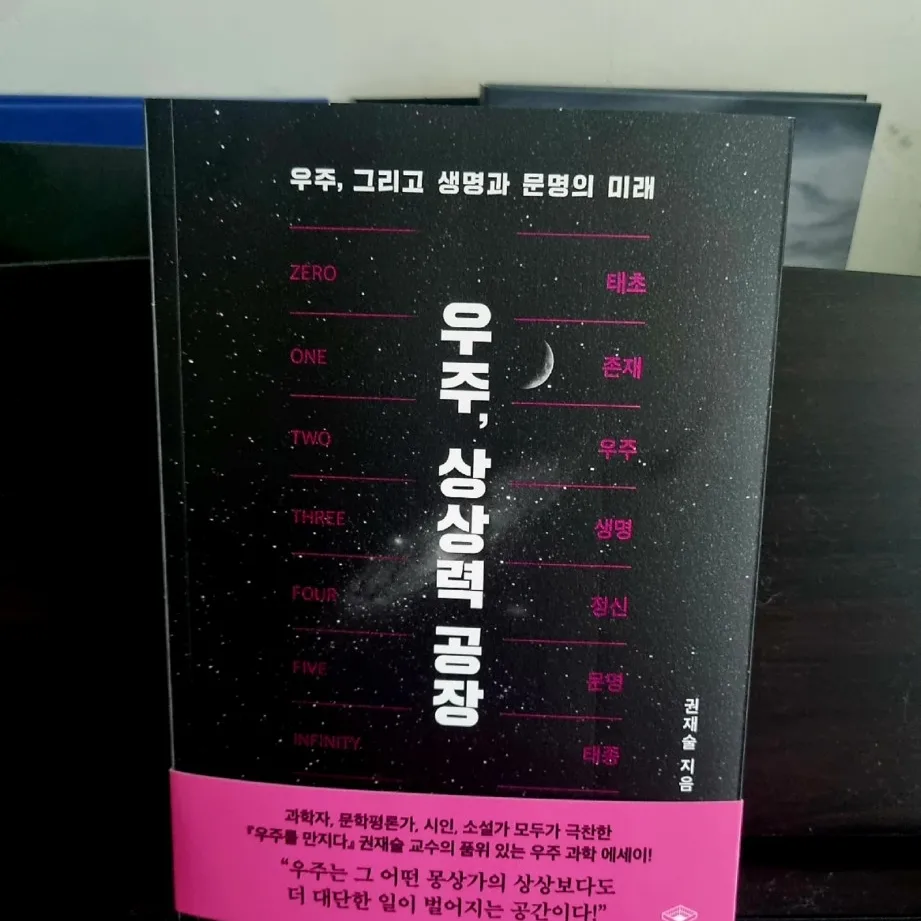 우주, 그리고 생명과 문명의 미래
ZERO 태초
ONE 존재
TWO 우주
THREE 생명
FOUR 정신
FIVE 문명
INFINITY 태종
우주, 상상력 공장
권재술 지음
과학자, 문학평론가, 시인, 소설가 모두가 극찬한
『우주를 만지다』 권재술 교수의 품위 있는 우주 과학 에세이!
“우주는 그 어떤 몽상가의 상상보다도
더 대단한 일이 벌어지는 공간이다!”